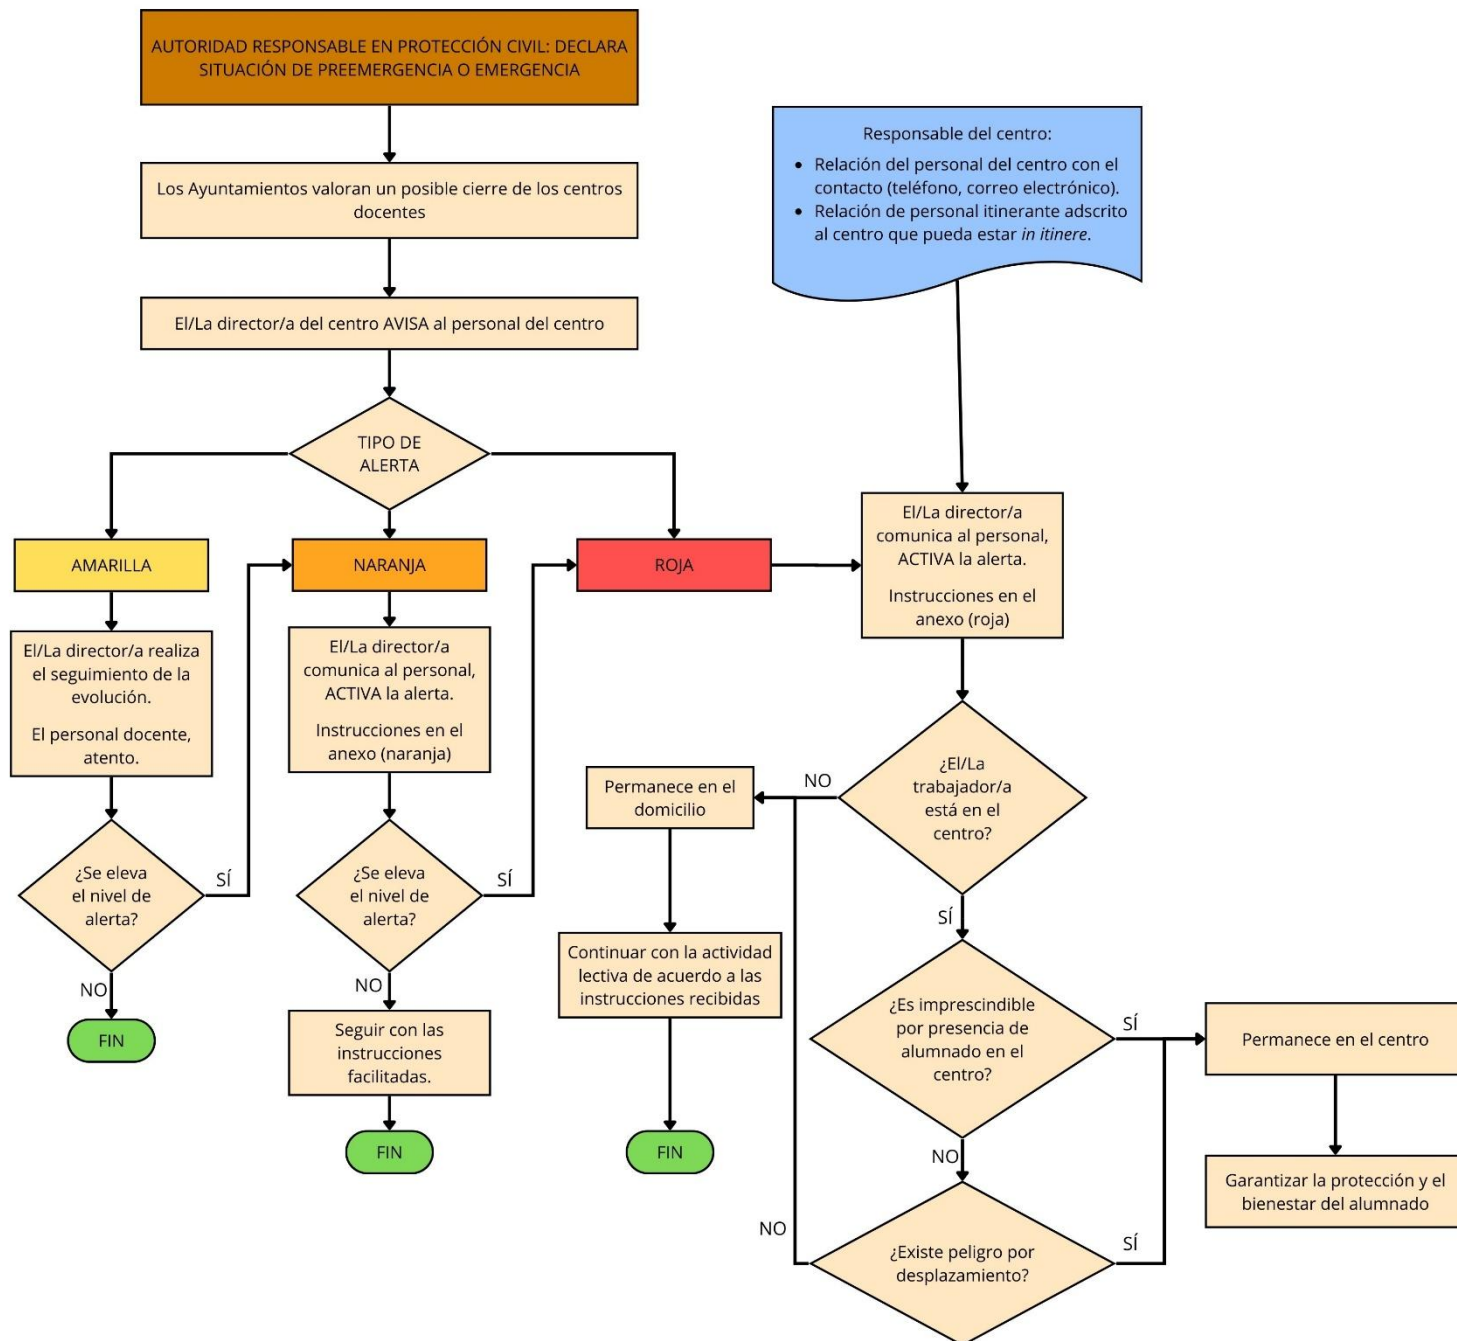 AUTORIDAD RESPONSABLE EN PROTECCIÓN CIVIL: DECLARA
SITUACIÓN DE PREEMERGENCIA O EMERGENCIA
Los Ayuntamientos valoran un posible cierre de los centros
docentes
El/La director/a del centro AVISA al personal del centro
Responsable del centro:
• Relación del personal del centro con el
contacto (teléfono, correo electrónico).
• Relación de personal itinerante adscrito
al centro que pueda estar in itinere.
TIPO DE
ALERTA
AMARILLA
NARANJA
ROJA
El/La director/a realiza
el seguimiento de la
evolución.
El personal docente,
atento.
¿Se eleva
el nivel de
alerta?
SÍ
NO
FIN
El/La director/a
comunica al personal,
ACTIVA la alerta.
Instrucciones en el
anexo (naranja)
¿Se eleva
el nivel de
alerta?
SÍ
NO
Seguir con las
instrucciones
facilitadas.
FIN
El/La director/a
comunica al personal,
ACTIVA la alerta.
Instrucciones en el
anexo (roja)
¿El/La
trabajador/a
está en el
centro?
NO
Permanece en el
domicilio
Continuar con la actividad
lectiva de acuerdo a las
instrucciones recibidas
FIN
SÍ
¿Es imprescindible
por presencia de
alumnado en el
centro?
SÍ
Permanece en el centro
Garantizar la protección y el
bienestar del alumnado
NO
¿Existe peligro por
desplazamiento?
NO
SÍ